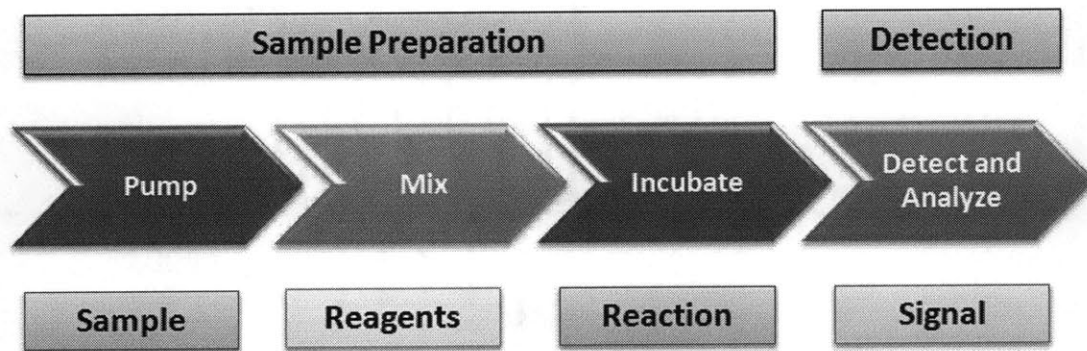 Sample Preparation
Detection
Pump
Mix
Incubate
Detect and
Analyze
Sample
Reagents
Reaction
Signal